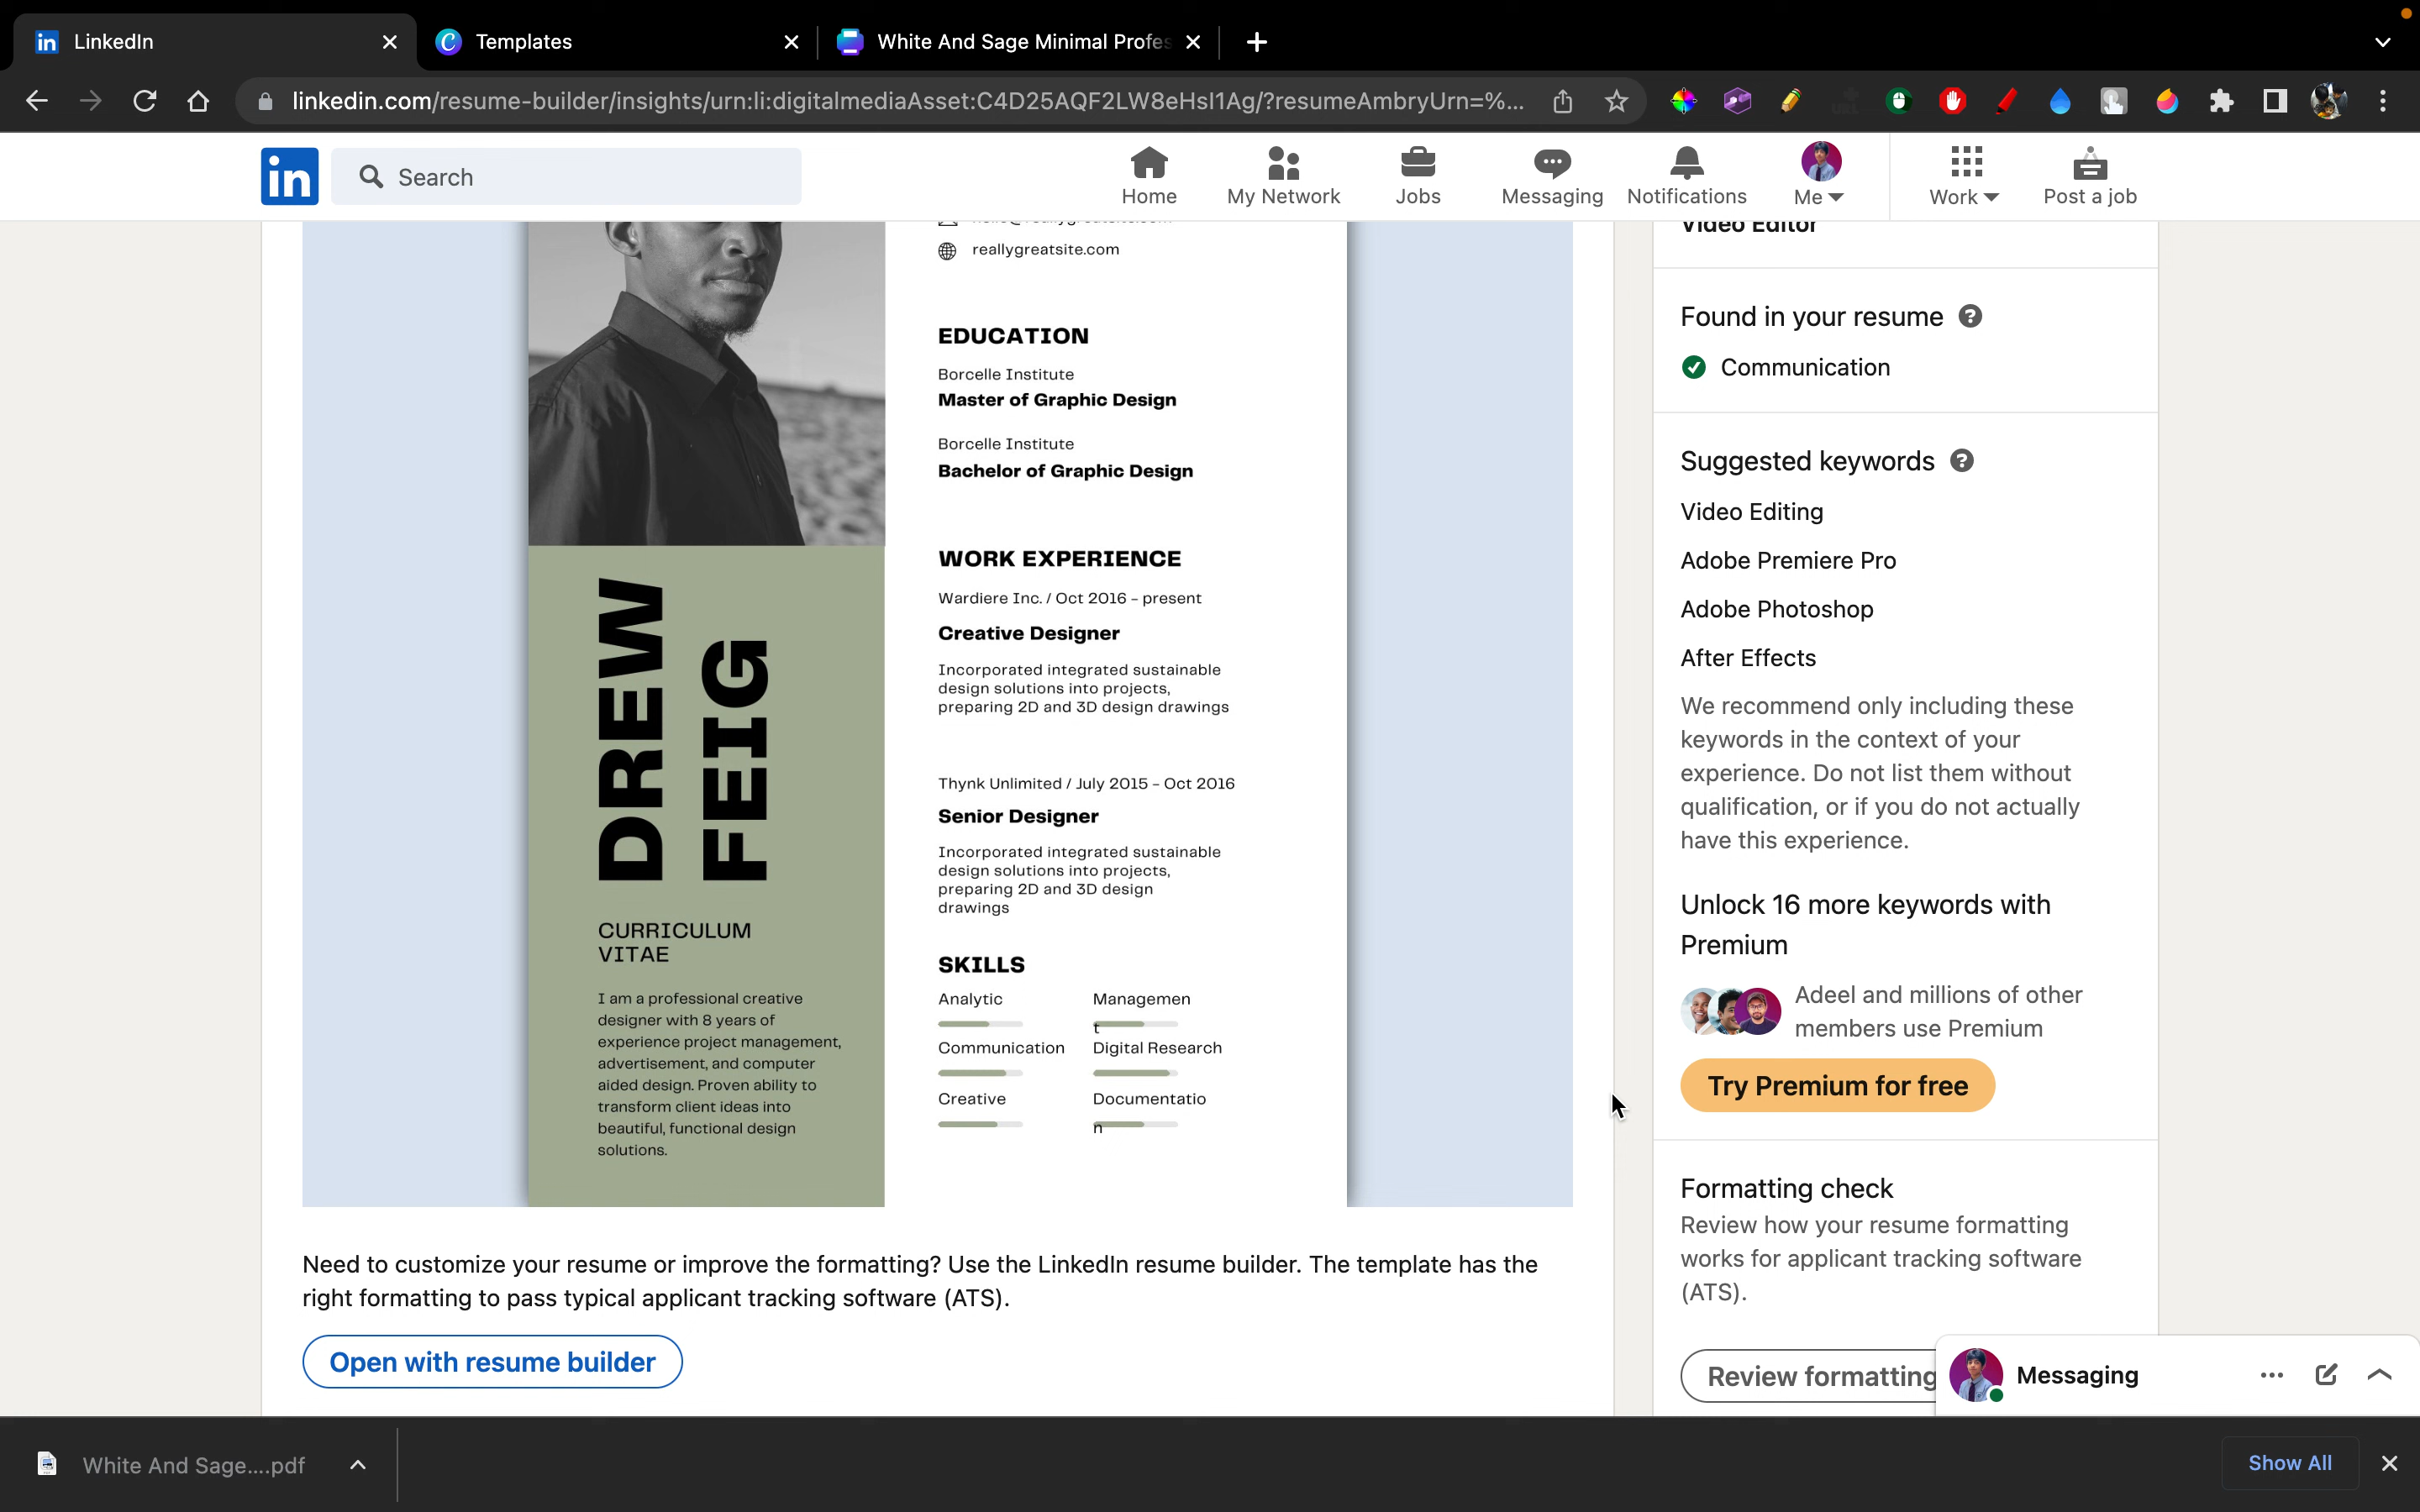 LinkedIn
Templates
White And Sage Minimal Profes
linkedin.com/resume-builder/insights/urn:li:digitalmediaAsset:C4D25AQF2LW8eHsI1Ag/?resumeAmbryUrn=%...
in
Search
Home
My Network
Jobs
Messaging
Notifications
Me
Work
Post a job
reallygreatsite.com
EDUCATION
Borcelle Institute
Master of Graphic Design
Borcelle Institute
Bachelor of Graphic Design
WORK EXPERIENCE
Wardiere Inc. / Oct 2016 - present
Creative Designer
Incorporated integrated sustainable
design solutions into projects,
preparing 2D and 3D design drawings
Thynk Unlimited / July 2015 - Oct 2016
Senior Designer
Incorporated integrated sustainable
design solutions into projects,
preparing 2D and 3D design
drawings
SKILLS
Analytic
Managemen
t
Communication
Digital Research
Creative
Documentatio
n
DREW
FEIG
CURRICULUM
VITAE
I am a professional creative
designer with 8 years of
experience project management,
advertisement, and computer
aided design. Proven ability to
transform client ideas into
beautiful, functional design
solutions.
Need to customize your resume or improve the formatting? Use the LinkedIn resume builder. The template has the
right formatting to pass typical applicant tracking software (ATS).
Open with resume builder
Video Editor
Found in your resume
Communication
Suggested keywords
Video Editing
Adobe Premiere Pro
Adobe Photoshop
After Effects
We recommend only including these
keywords in the context of your
experience. Do not list them without
qualification, or if you do not actually
have this experience.
Unlock 16 more keywords with
Premium
Adeel and millions of other
members use Premium
Try Premium for free
Formatting check
Review how your resume formatting
works for applicant tracking software
(ATS).
Review formatting
Messaging
White And Sage....pdf
Show All